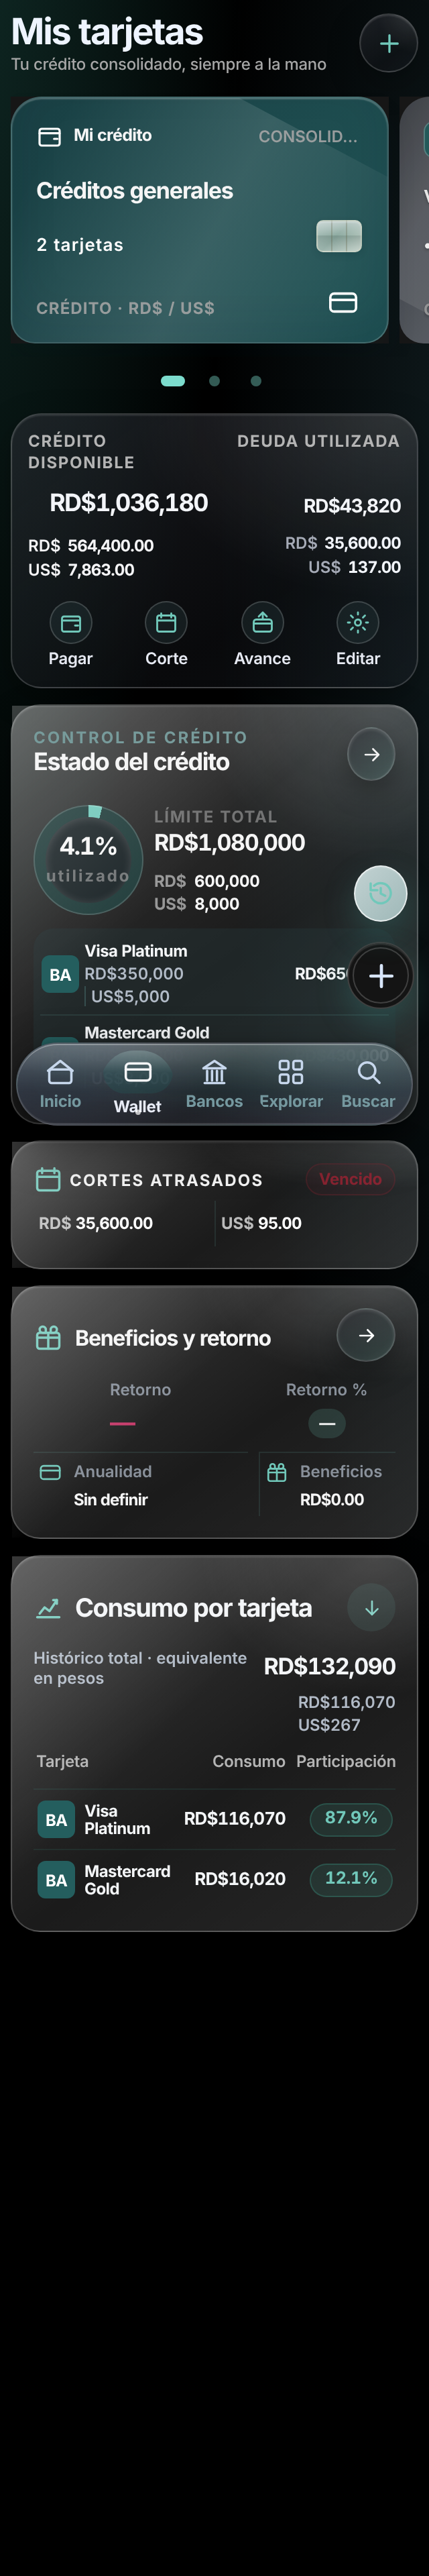 Mis tarjetas
Tu crédito consolidado, siempre a la mano
Mi crédito
CONSOLID...
Créditos generales
2 tarjetas
CRÉDITO · RD$ / US$
CRÉDITO DISPONIBLE
DEUDA UTILIZADA
RD$1,036,180
RD$43,820
RD$ 564,400.00
RD$ 35,600.00
US$ 7,863.00
US$ 137.00
Pagar
Corte
Avance
Editar
CONTROL DE CRÉDITO
Estado del crédito
4.1%
utilizado
LÍMITE TOTAL
RD$1,080,000
RD$ 600,000
US$ 8,000
BA
Visa Platinum
RD$350,000
US$5,000
Mastercard Gold
Inicio
Wallet
Bancos
Explorar
Buscar
CORTES ATRASADOS
Vencido
RD$ 35,600.00
US$ 95.00
Beneficios y retorno
Retorno
Retorno %
—
—
Anualidad
Sin definir
Beneficios
RD$0.00
Consumo por tarjeta
Histórico total · equivalente
en pesos
RD$132,090
RD$116,070
US$267
Tarjeta
Consumo
Participación
BA
Visa
Platinum
RD$116,070
87.9%
BA
Mastercard
Gold
RD$16,020
12.1%